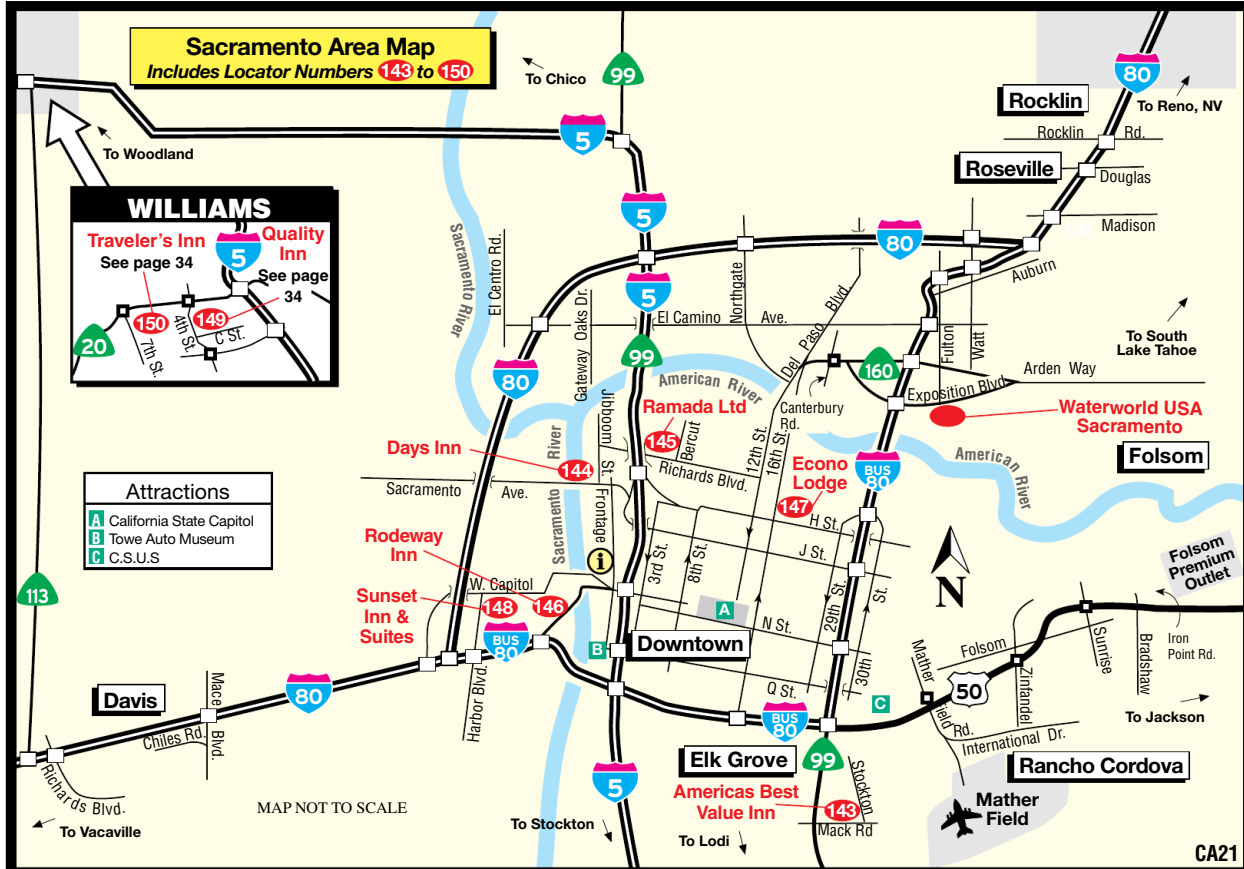 Sacramento Area Map
Includes Locator Numbers 143 to 150
To Chico
99
80
To Reno, NV
Rocklin
Rocklin Rd.
Roseville
Douglas
Madison
5
To Woodland
WILLIAMS
Traveler's Inn
See page 34
5
Quality
Inn
See page
34
150
149
4th St.
C St.
7th St.
20
Sacramento River
El Centro Rd.
5
80
Auburn
Northgate
Del Paso Blvd.
5
Gateway Oaks Dr.
El Camino Ave.
Fulton
Watt
To South
Lake Tahoe
99
80
160
American River
Arden Way
Exposition Blvd.
Canterbury
Rd.
Waterworld USA
Sacramento
Jibboom St.
Ramada Ltd
145
Bercut
Richards Blvd.
12th St.
16th St.
American River
Folsom
Days Inn
144
Sacramento River
Sacramento Ave.
Frontage
Econo
Lodge
147
BUS
80
H St.
J St.
Attractions
A California State Capitol
B Towe Auto Museum
C C.S.U.S
Rodeway
Inn
i
3rd St.
8th St.
29th St.
30th St.
N
Folsom
Premium
Outlet
113
W. Capitol
Sunset
Inn &
Suites
148
146
BUS
80
A
N St.
B
Downtown
Q St.
Mather Field Rd.
Folsom
Zinfandel
Sunrise
Bradshaw
Iron
Point Rd.
50
C
To Jackson
Davis
Mace Blvd.
80
Harbor Blvd.
Chiles Rd.
BUS
80
International Dr.
Rancho Cordova
Richards Blvd.
To Vacaville
MAP NOT TO SCALE
5
Elk Grove
99
Americas Best
Value Inn
143
Stockton
Mack Rd
Mather
Field
To Stockton
To Lodi
CA21